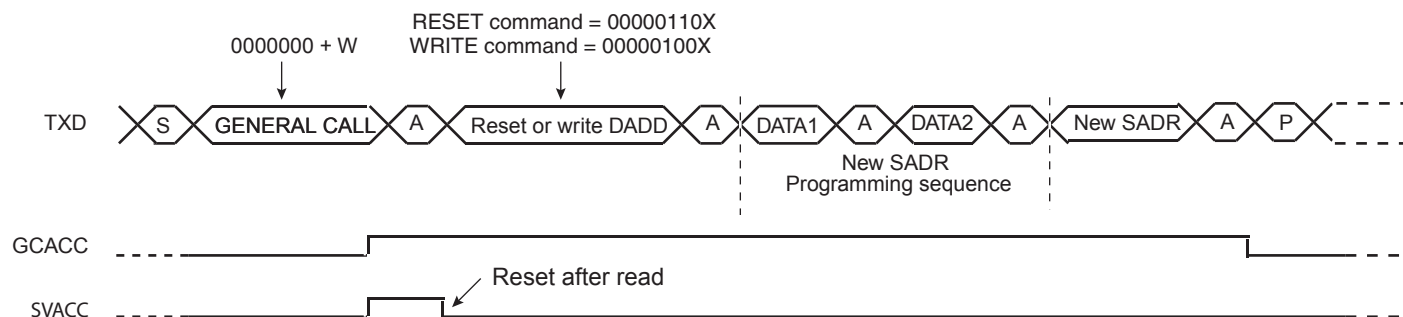 RESET command = 00000110X
0000000 + W
WRITE command = 00000100X
TXD
S
GENERAL CALL
A
Reset or write DADD
A
DATA1
A
DATA2
A
New SADR
A
P
New SADR
Programming sequence
GCACC
Reset after read
SVACC